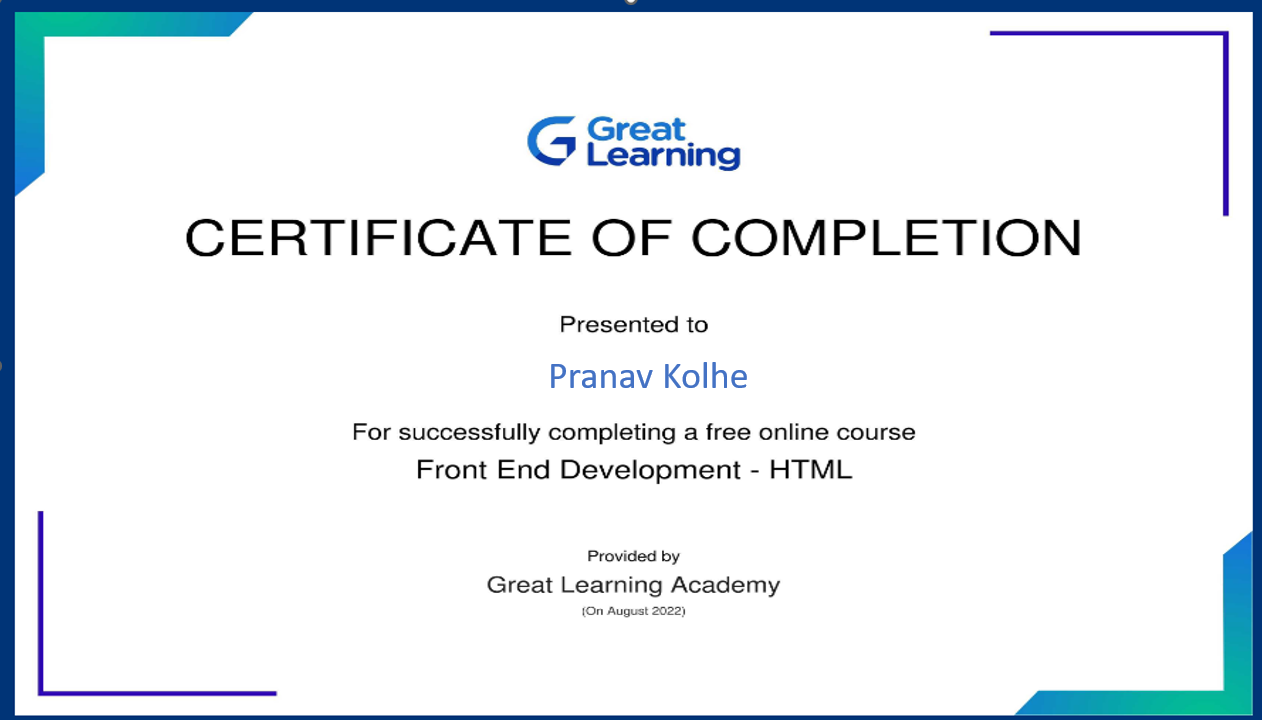 Great
Learning
CERTIFICATE OF COMPLETION
Presented to
Pranav Kolhe
For successfully completing a free online course
Front End Development - HTML
Provided by
Great Learning Academy
(On August 2022)